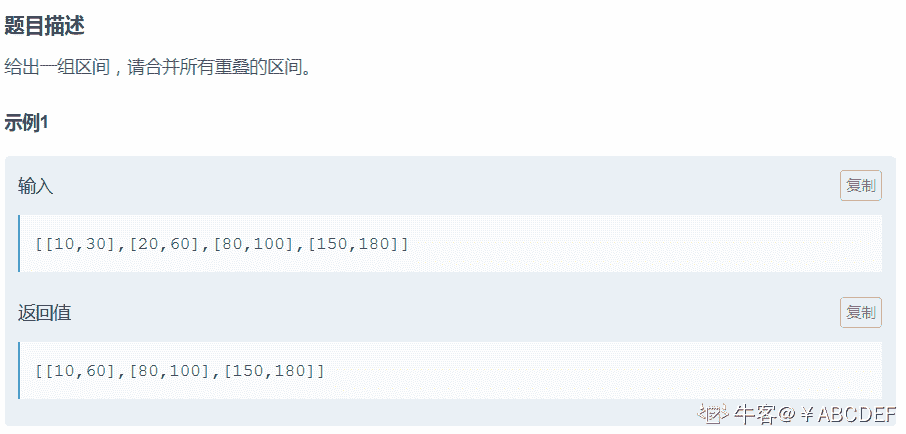 题目描述
给出一组区间，请合并所有重叠的区间。
示例1
输入
复制
[[10,30],[20,60],[80,100],[150,180]]
返回值
复制
[[10,60],[80,100],[150,180]]
牛客@￥ABCDEF